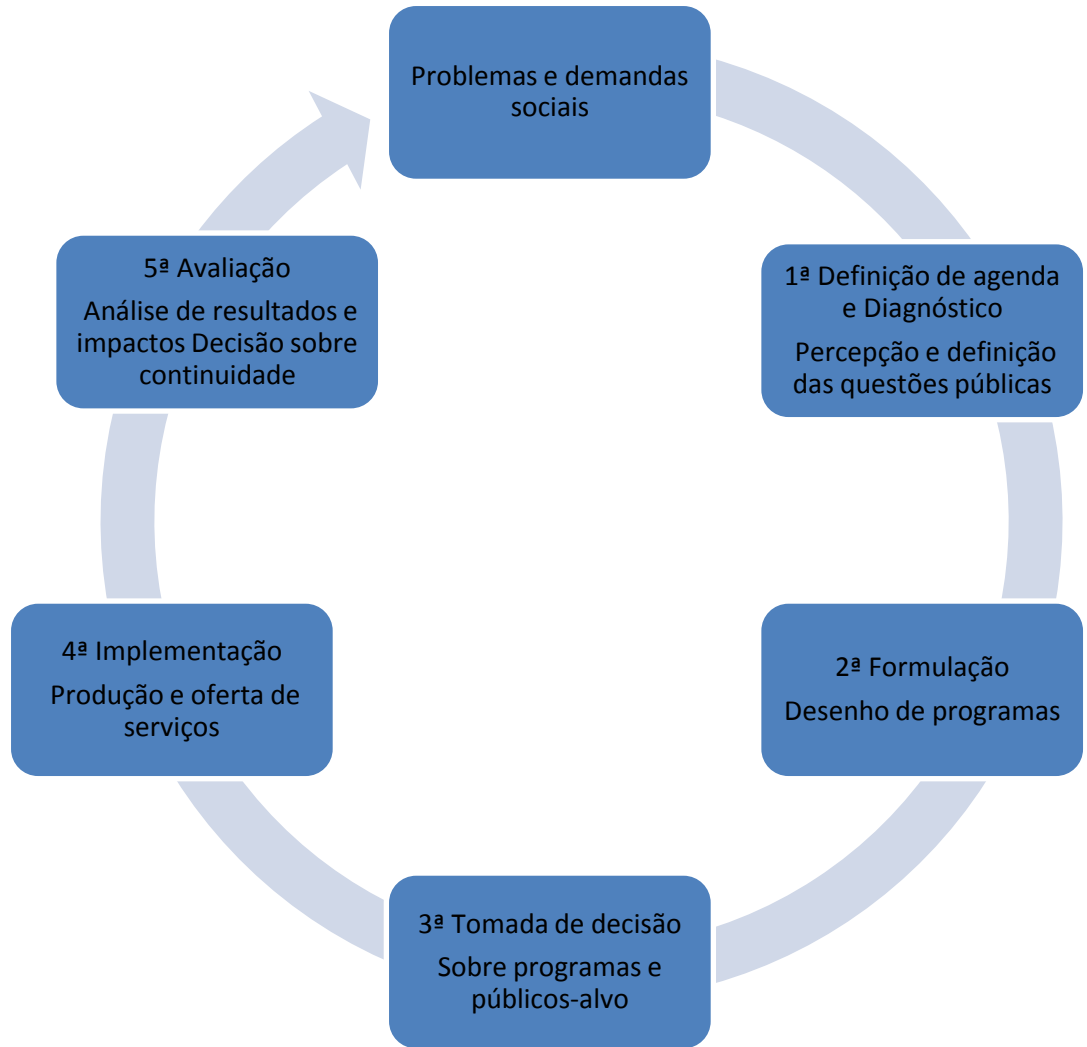 Problemas e demandas
sociais
1ª Definição de agenda
e Diagnóstico
Percepção e definição
das questões públicas
2ª Formulação
Desenho de programas
3ª Tomada de decisão
Sobre programas e
públicos-alvo
4ª Implementação
Produção e oferta de
serviços
5ª Avaliação
Análise de resultados e
impactos Decisão sobre
continuidade